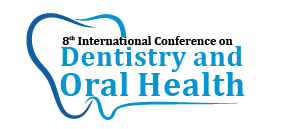 8th International Conference on
Dentistry and
Oral Health